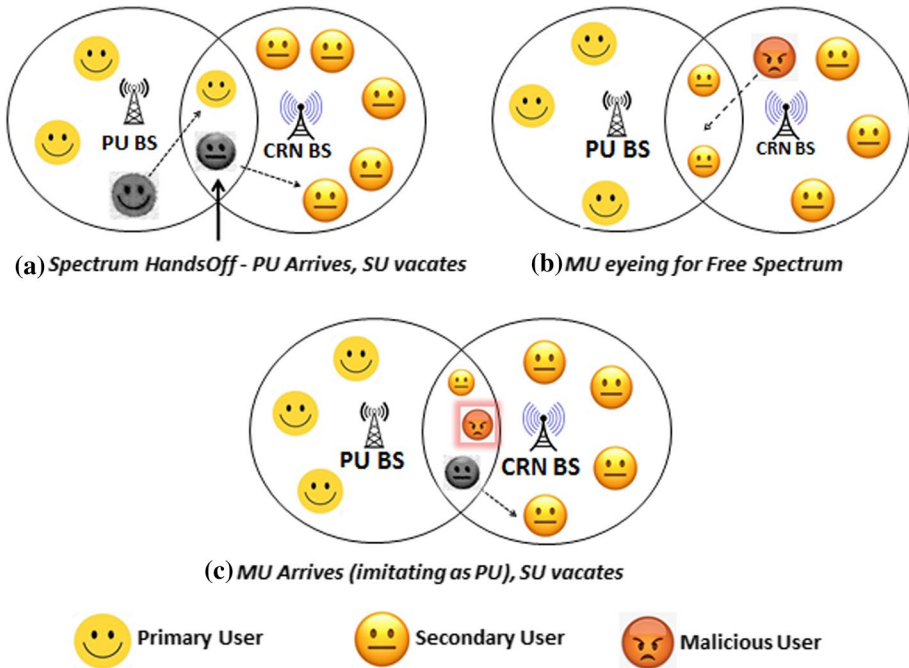 PU BS
CRN BS
(a) Spectrum HandsOff - PU Arrives, SU vacates
PU BS
CRN BS
(b) MU eyeing for Free Spectrum
PU BS
CRN BS
(c) MU Arrives (imitating as PU), SU vacates
Primary User
Secondary User
Malicious User